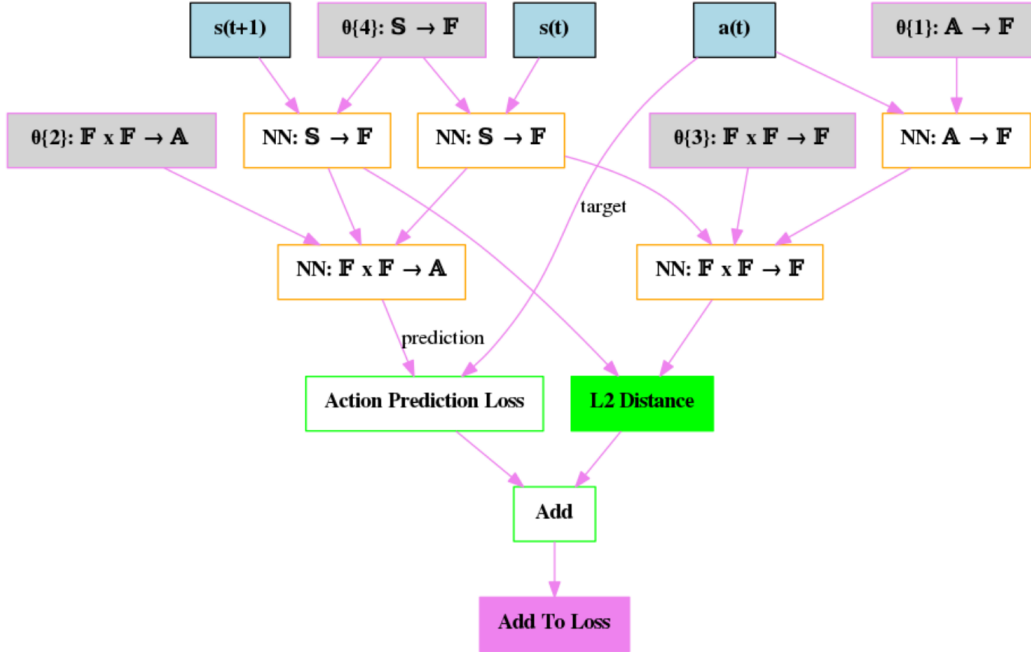 s(t+1)
θ{4}: 𝕊 → 𝔽
s(t)
a(t)
θ{1}: 𝔸 → 𝔽
θ{2}: 𝔽 x 𝔽 → 𝔸
NN: 𝕊 → 𝔽
NN: 𝕊 → 𝔽
θ{3}: 𝔽 x 𝔽 → 𝔽
NN: 𝔸 → 𝔽
target
NN: 𝔽 x 𝔽 → 𝔸
NN: 𝔽 x 𝔽 → 𝔽
prediction
Action Prediction Loss
L2 Distance
Add
Add To Loss